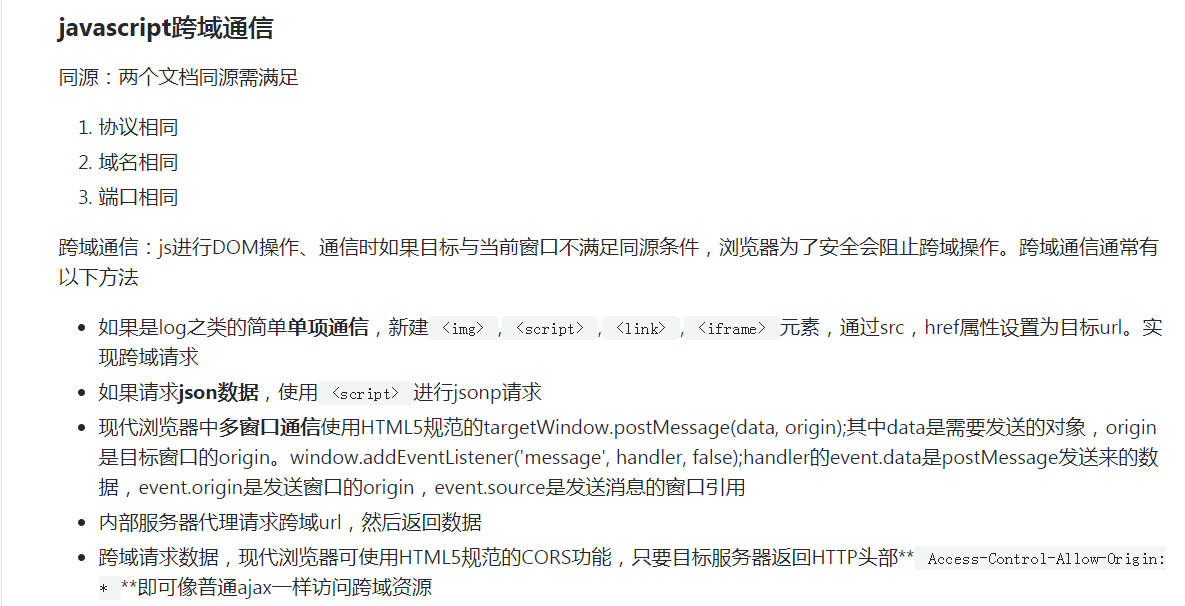 javascript跨域通信
同源：两个文档同源需满足
1. 协议相同
2. 域名相同
3. 端口相同
跨域通信：js进行DOM操作、通信时如果目标与当前窗口不满足同源条件，浏览器为了安全会阻止跨域操作。跨域通信通常有
以下方法
• 如果是log之类的简单单项通信，新建 <img> , <script> , <link> , <iframe> 元素，通过src，href属性设置为目标url。实
现跨域请求
• 如果请求json数据，使用 <script> 进行jsonp请求
• 现代浏览器中多窗口通信使用HTML5规范的targetWindow.postMessage(data, origin);其中data是需要发送的对象，origin
是目标窗口的origin。window.addEventListener('message', handler, false);handler的event.data是postMessage发送来的数
据，event.origin是发送窗口的origin，event.source是发送消息的窗口引用
• 内部服务器代理请求跨域url，然后返回数据
• 跨域请求数据，现代浏览器可使用HTML5规范的CORS功能，只要目标服务器返回HTTP头部** Access-Control-Allow-Origin:
* **即可像普通ajax一样访问跨域资源